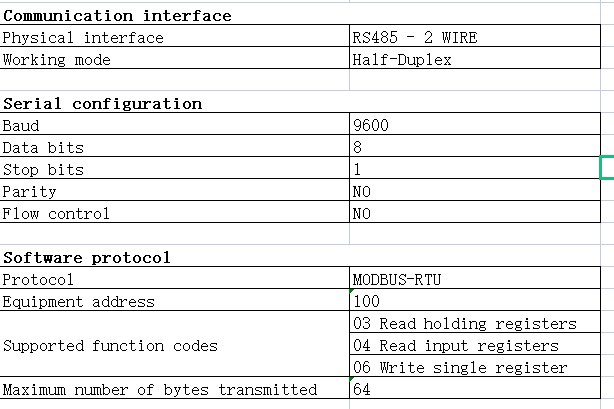 Communication interface
Physical interface RS485 - 2 WIRE
Working mode Half-Duplex
Serial configuration
Baud 9600
Data bits 8
Stop bits 1
Parity NO
Flow control NO
Software protocol
Protocol MODBUS-RTU
Equipment address 100
03 Read holding registers
Supported function codes 04 Read input registers
06 Write single register
Maximum number of bytes transmitted 64